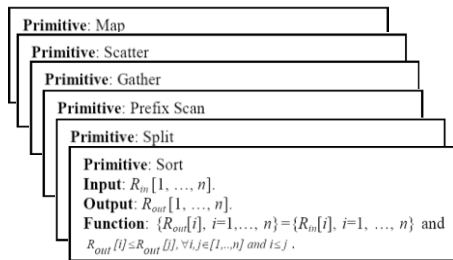 Primitive: Map
Primitive: Scatter
Primitive: Gather
Primitive: Prefix Scan
Primitive: Split
Primitive: Sort
Input: R_in [1, …, n].
Output: R_out [1, …, n].
Function: {R_out[i], i=1,…, n}={R_in[i], i=1, …, n} and
R_out [i]≤R_out [j], ∀i,j∈[1,..,n] and i≤j .